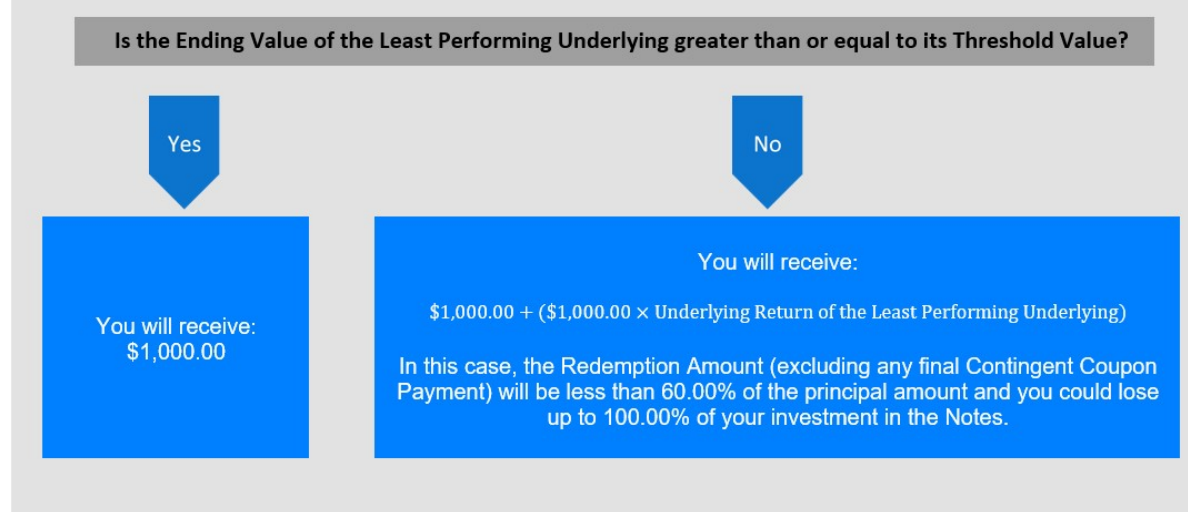 Is the Ending Value of the Least Performing Underlying greater than or equal to its Threshold Value?
Yes
No
You will receive:
$1,000.00
You will receive:
$1,000.00 + ($1,000.00 × Underlying Return of the Least Performing Underlying)
In this case, the Redemption Amount (excluding any final Contingent Coupon
Payment) will be less than 60.00% of the principal amount and you could lose
up to 100.00% of your investment in the Notes.